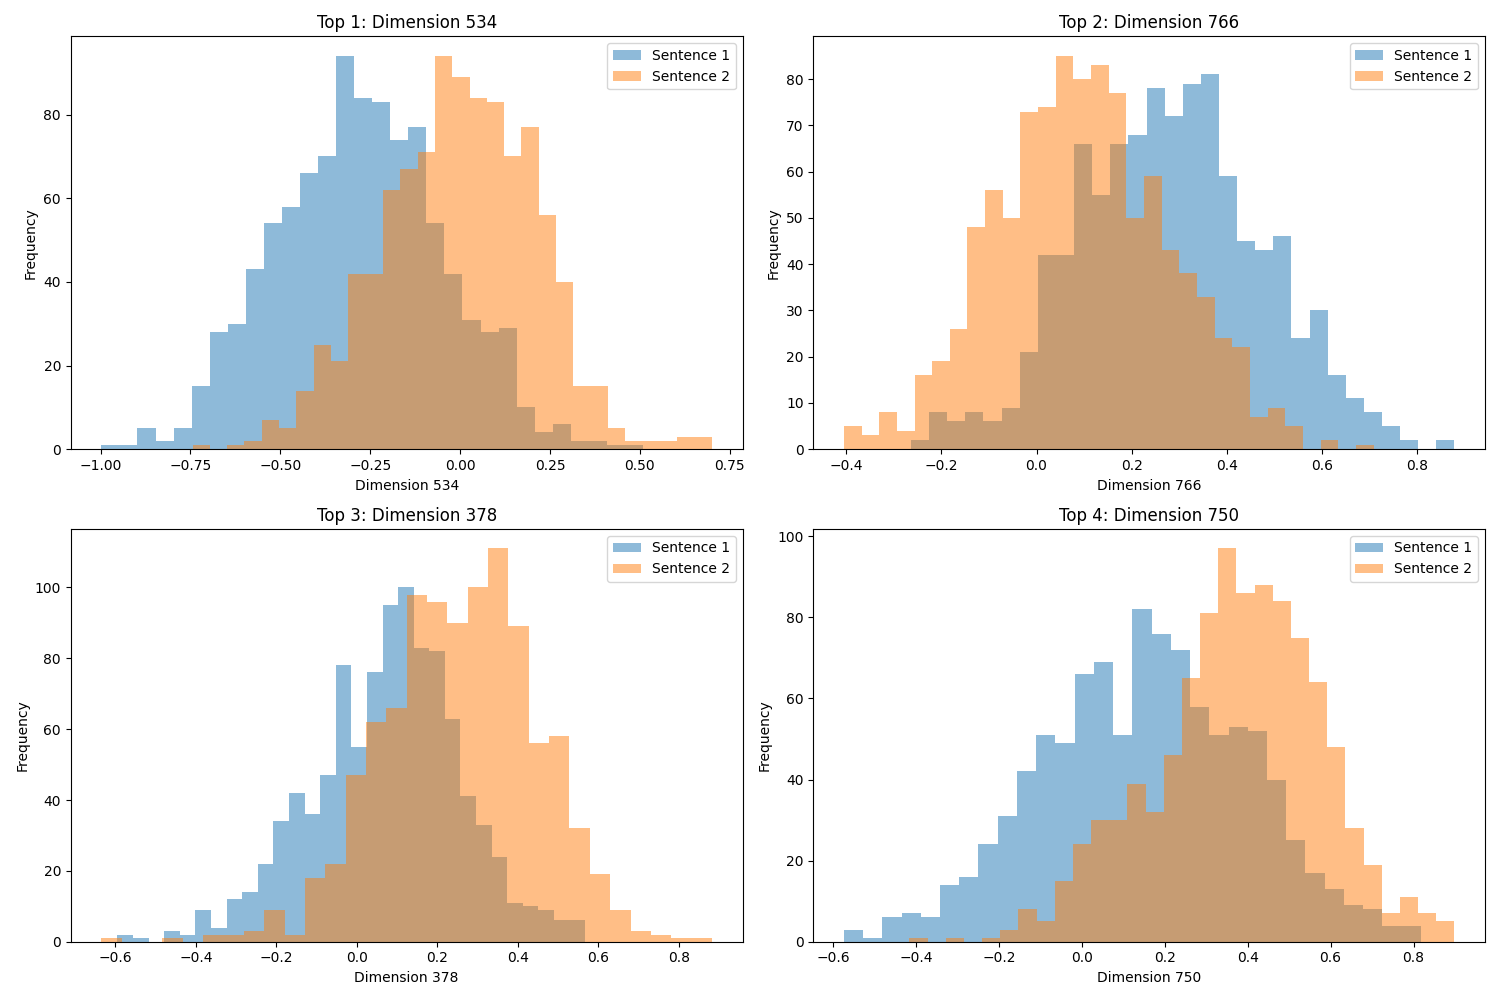 Top 1: Dimension 534
Sentence 1
Sentence 2
Frequency
80
60
40
20
0
−1.00 −0.75 −0.50 −0.25 0.00 0.25 0.50 0.75
Dimension 534
Top 2: Dimension 766
Sentence 1
Sentence 2
Frequency
80
70
60
50
40
30
20
10
0
−0.4 −0.2 0.0 0.2 0.4 0.6 0.8
Dimension 766
Top 3: Dimension 378
Sentence 1
Sentence 2
Frequency
100
80
60
40
20
0
−0.6 −0.4 −0.2 0.0 0.2 0.4 0.6 0.8
Dimension 378
Top 4: Dimension 750
Sentence 1
Sentence 2
Frequency
100
80
60
40
20
0
−0.6 −0.4 −0.2 0.0 0.2 0.4 0.6 0.8
Dimension 750